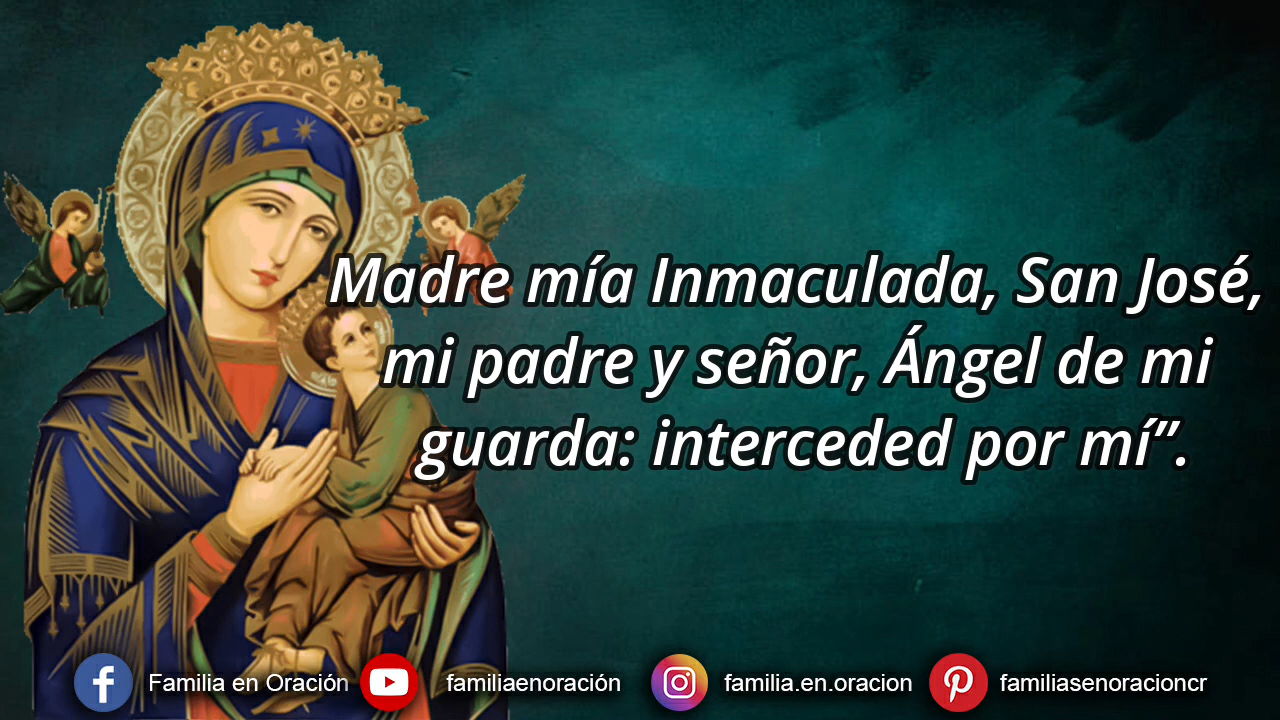 Madre mía Inmaculada, San José,
mi padre y señor, Ángel de mi
guarda: interceded por mí”.
Familia en Oración
familiaenoración
familia.en.oracion
familiasenoracioncr